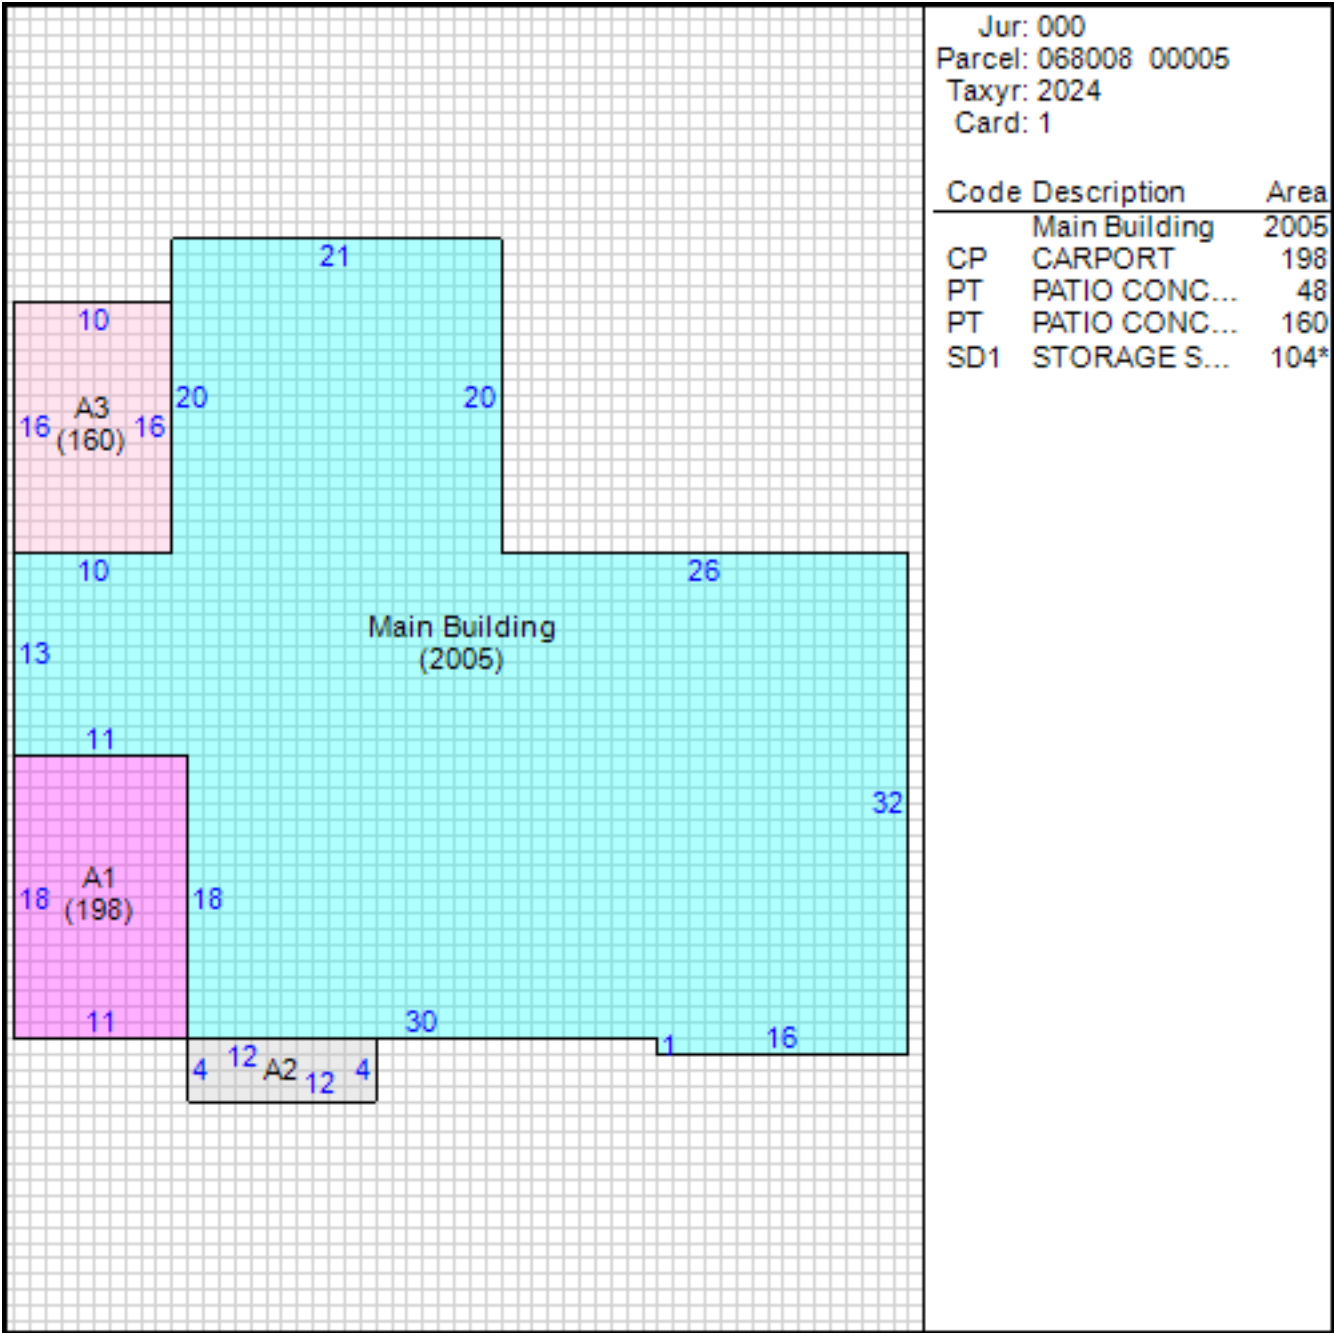 Jur: 000
Parcel: 068008 00005
Taxyr: 2024
Card: 1
Code Description Area
Main Building 2005
CP CARPORT 198
PT PATIO CONC... 48
PT PATIO CONC... 160
SD1 STORAGE S... 104*
21
10
20 20
A3
16 16
(160)
10 26
Main Building
(2005)
13
11
32
A1
18 18
(198)
11 30
1 16
4 12 A2 12 4